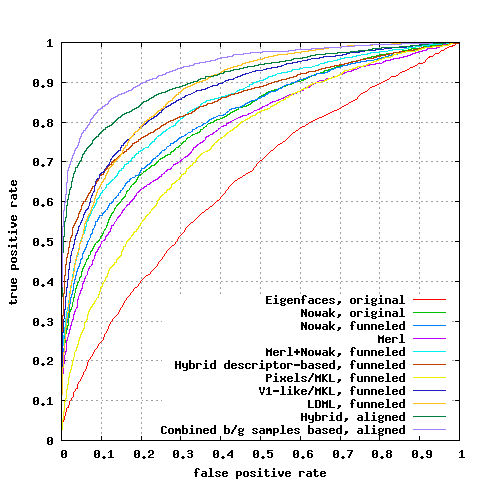 1
0.9
0.8
0.7
0.6
0.5
0.4
0.3
0.2
0.1
0
true positive rate
Eigenfaces, original
Nowak, original
Nowak, funneled
Merl
Merl+Nowak, funneled
Hybrid descriptor-based, funneled
Pixels/MKL, funneled
V1-like/MKL, funneled
LDML, funneled
Hybrid, aligned
Combined b/g samples based, aligned
0 0.1 0.2 0.3 0.4 0.5 0.6 0.7 0.8 0.9 1
false positive rate